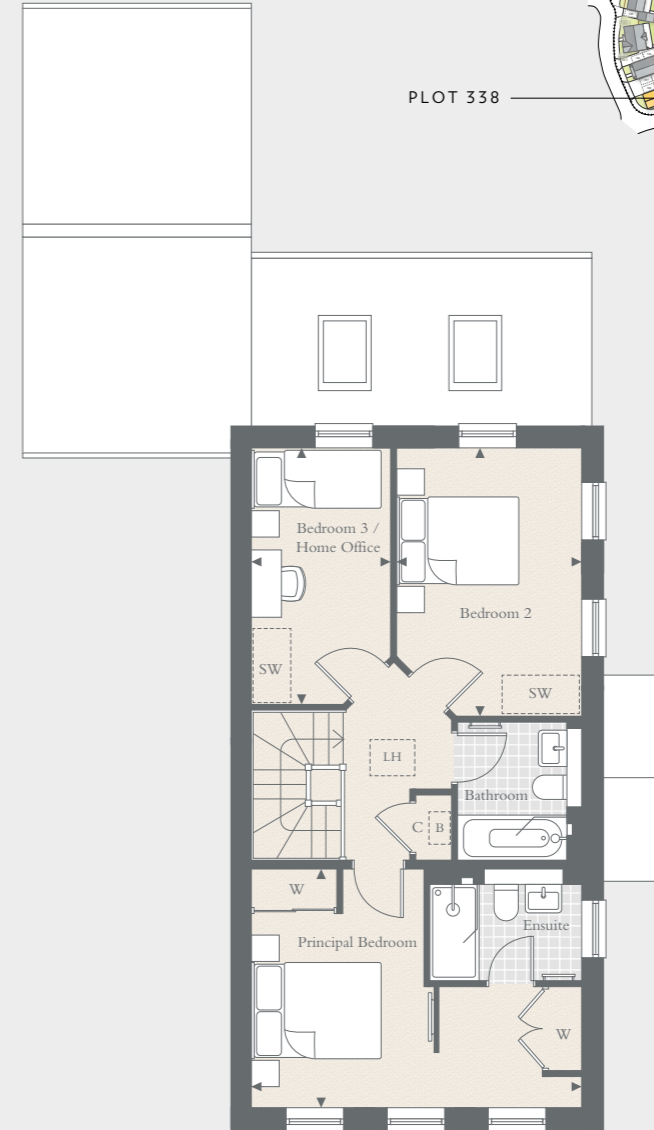 PLOT 338
Bedroom 3 /
Home Office
Bedroom 2
SW
SW
LH
Bathroom
C
B
W
Principal Bedroom
Ensuite
W